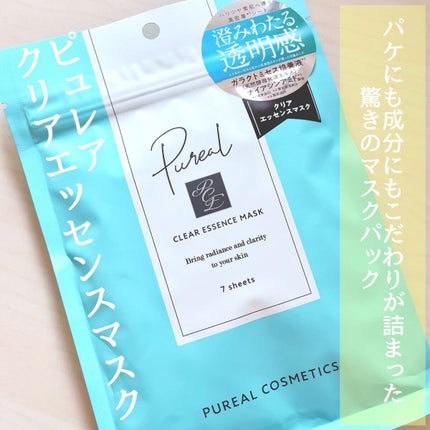 パケにも成分にもこだわりが詰まった
驚きのマスクパック
ピュレア
クリアエッセンスマスク
澄みわたる
透明感
ガラクトミセス培養液
ナイアシンアミド
クリア
エッセンスマスク
Pureal
PCE
CLEAR ESSENCE MASK
Bring radiance and clarity
to your skin
7 sheets
PUREAL COSMETICS